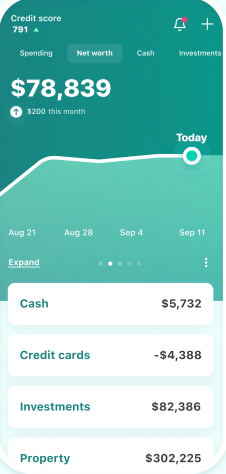 Credit score
791
Spending Net worth Cash Investments
$78,839
$200 this month
Today
Aug 21 Aug 28 Sep 4 Sep 11
Expand
Cash $5,732
Credit cards -$4,388
Investments $82,386
Property $302,225